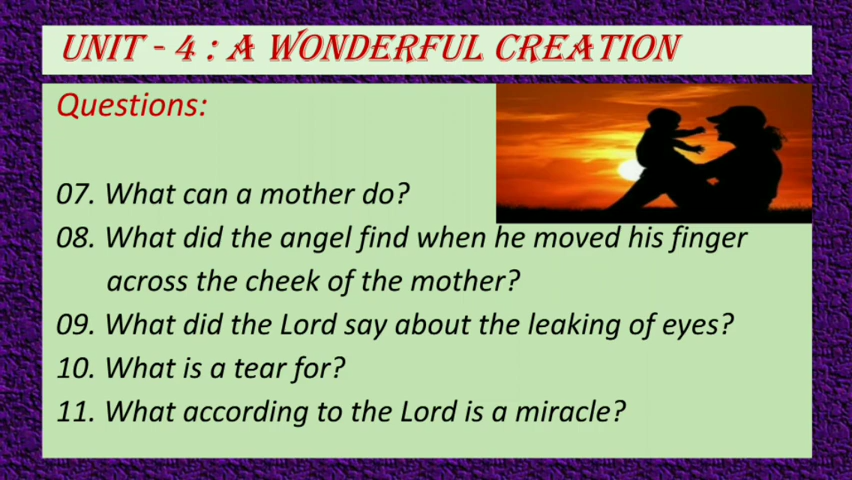 UNIT - 4 : A WONDERFUL CREATION
Questions:
07. What can a mother do?
08. What did the angel find when he moved his finger
across the cheek of the mother?
09. What did the Lord say about the leaking of eyes?
10. What is a tear for?
11. What according to the Lord is a miracle?